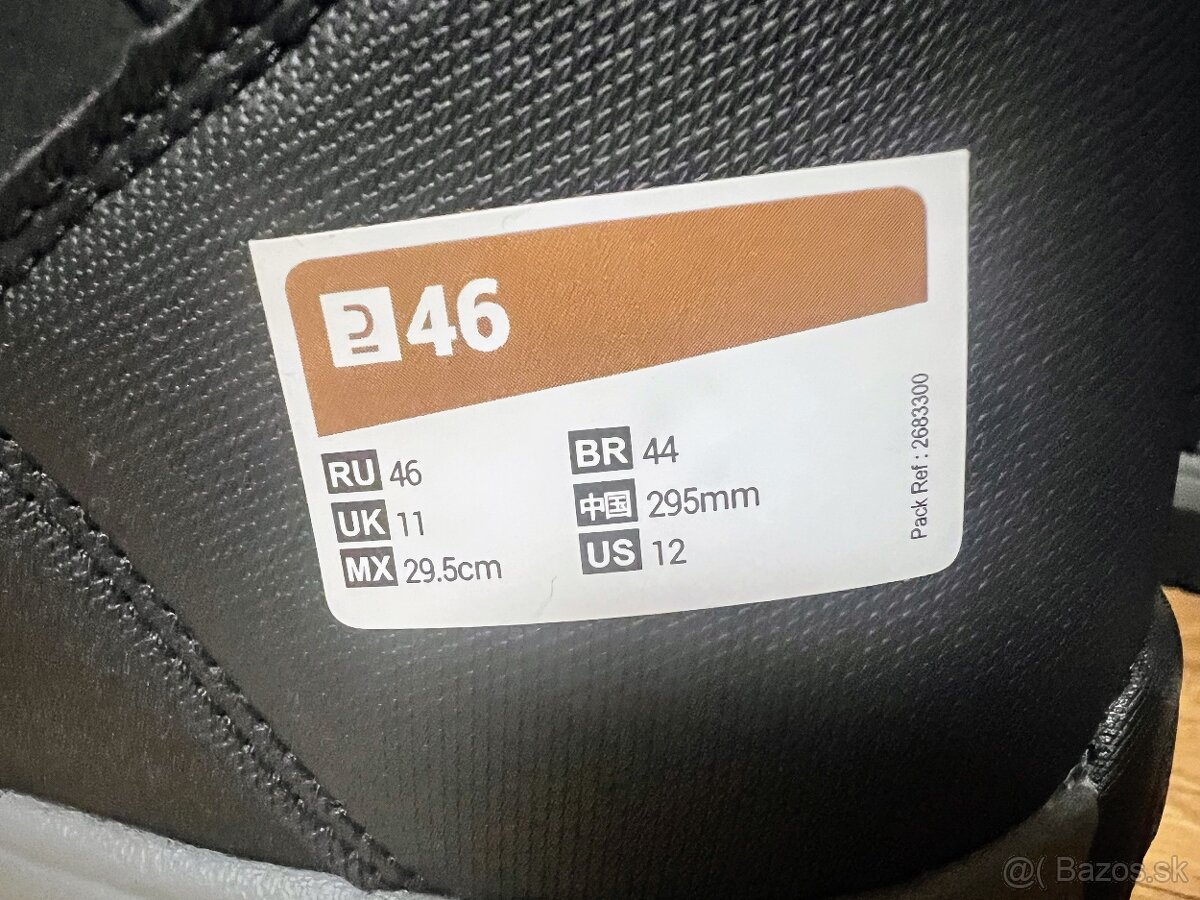 46
RU 46
UK 11
MX 29.5cm
BR 44
中国 295mm
US 12
Pack Ref : 2683300
@( Bazos.sk